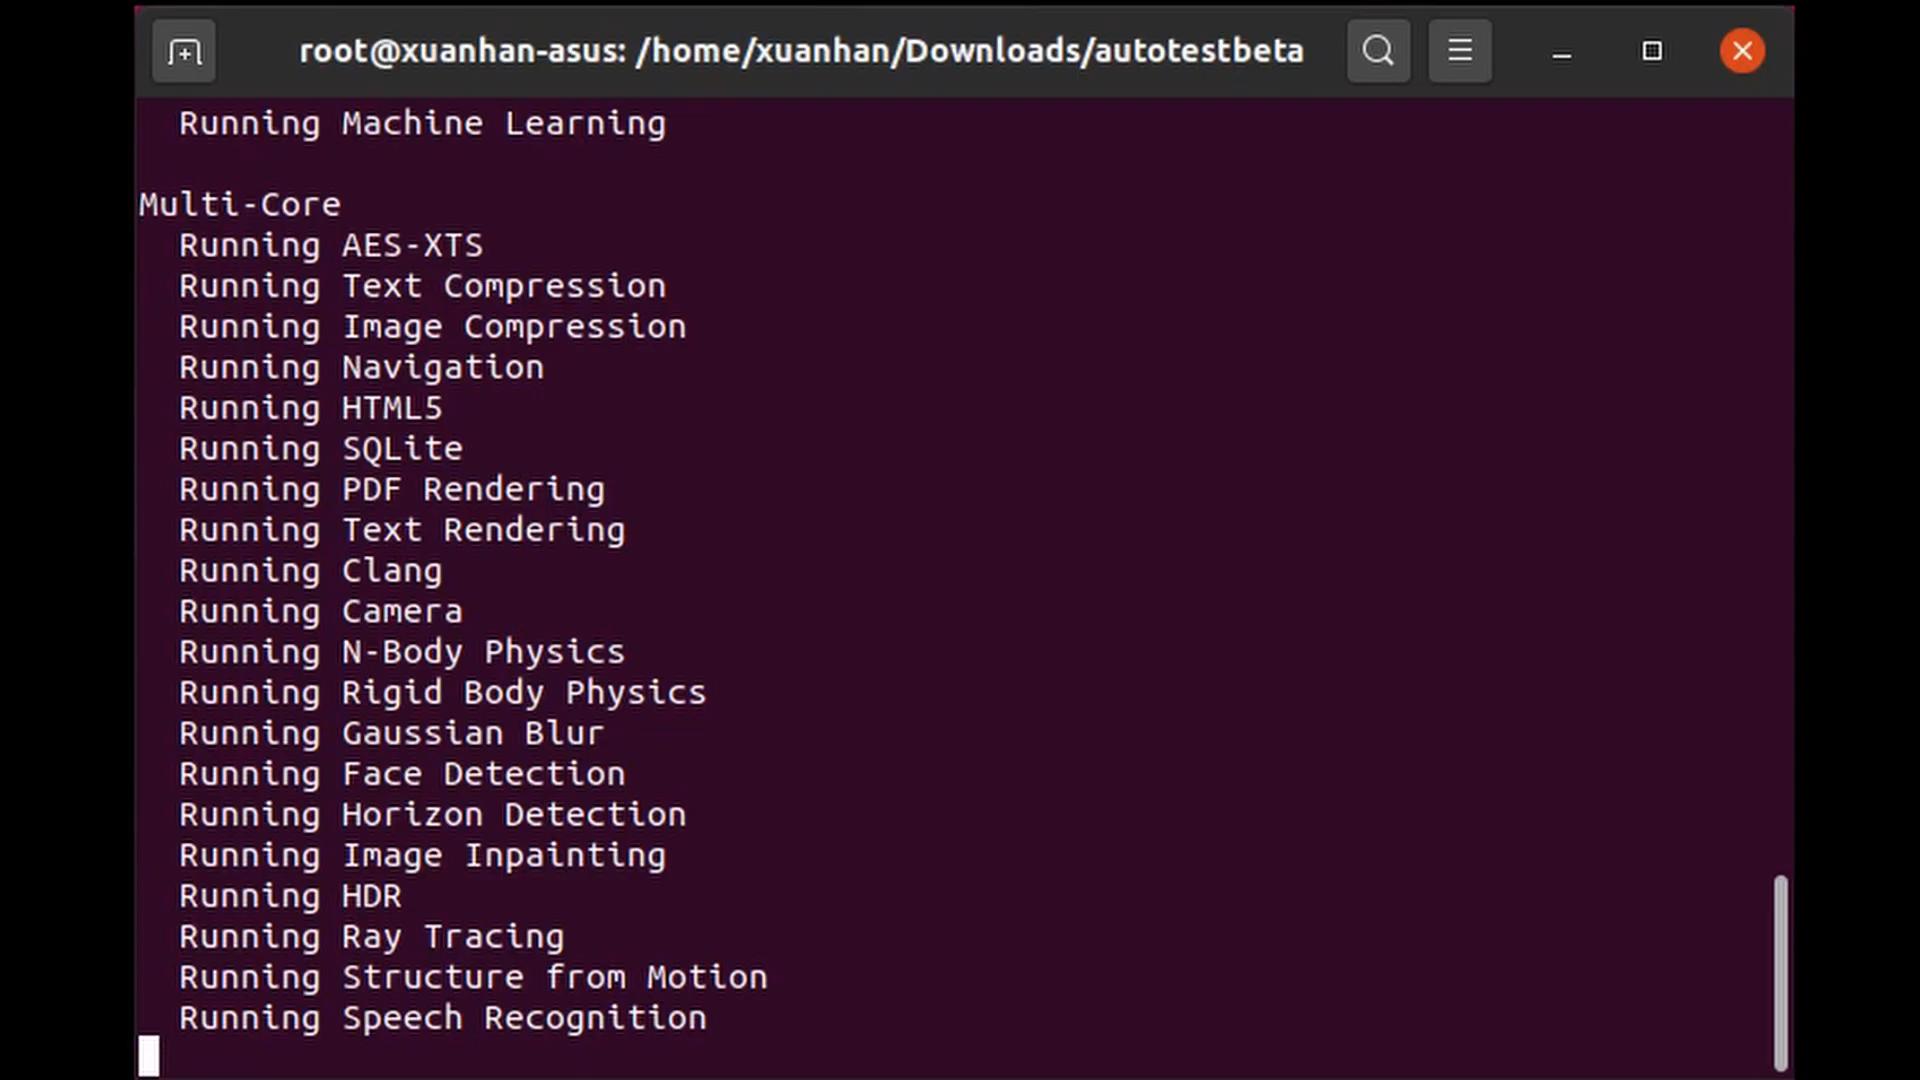 root@xuanhan-asus: /home/xuanhan/Downloads/autotestbeta
Running Machine Learning
Multi-Core
Running AES-XTS
Running Text Compression
Running Image Compression
Running Navigation
Running HTML5
Running SQLite
Running PDF Rendering
Running Text Rendering
Running Clang
Running Camera
Running N-Body Physics
Running Rigid Body Physics
Running Gaussian Blur
Running Face Detection
Running Horizon Detection
Running Image Inpainting
Running HDR
Running Ray Tracing
Running Structure from Motion
Running Speech Recognition